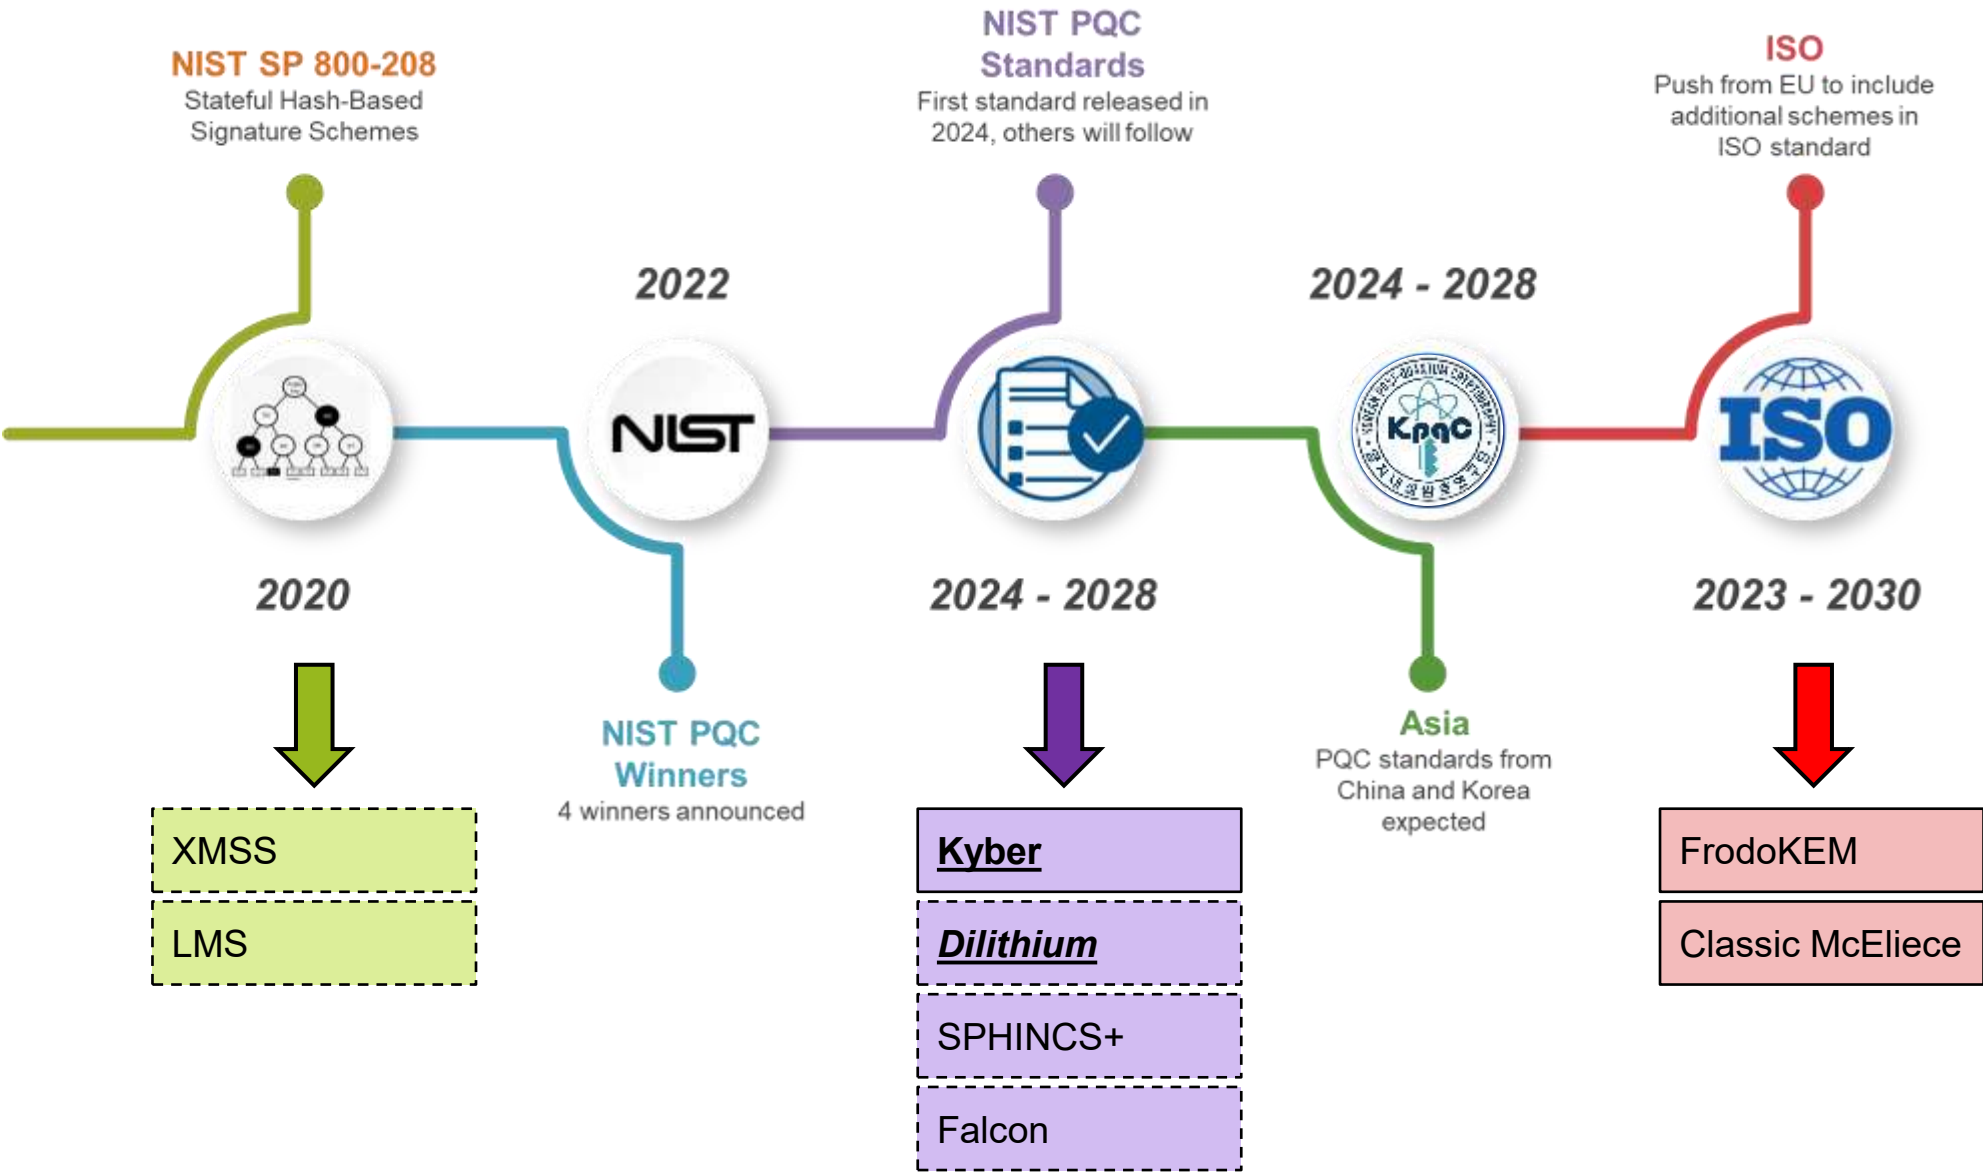 NIST SP 800-208
Stateful Hash-Based
Signature Schemes
2020
XMSS
LMS
2022
NIST
NIST PQC
Winners
4 winners announced
NIST PQC
Standards
First standard released in
2024, others will follow
2024 - 2028
Kyber
Dilithium
SPHINCS+
Falcon
2024 - 2028
KpqC
Asia
PQC standards from
China and Korea
expected
ISO
Push from EU to include
additional schemes in
ISO standard
ISO
2023 - 2030
FrodoKEM
Classic McEliece